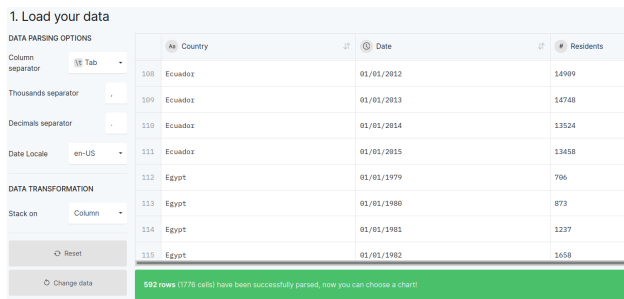 1. Load your data
DATA PARSING OPTIONS
Column separator
\t Tab
Thousands separator
,
Decimals separator
.
Date Locale
en-US
DATA TRANSFORMATION
Stack on
Column
Reset
Change data
Aa Country Date # Residents
108 Ecuador 01/01/2012 14909
109 Ecuador 01/01/2013 14748
110 Ecuador 01/01/2014 13524
111 Ecuador 01/01/2015 13458
112 Egypt 01/01/1979 706
113 Egypt 01/01/1980 873
114 Egypt 01/01/1981 1237
115 Egypt 01/01/1982 1658
592 rows (1776 cells) have been successfully parsed, now you can choose a chart!